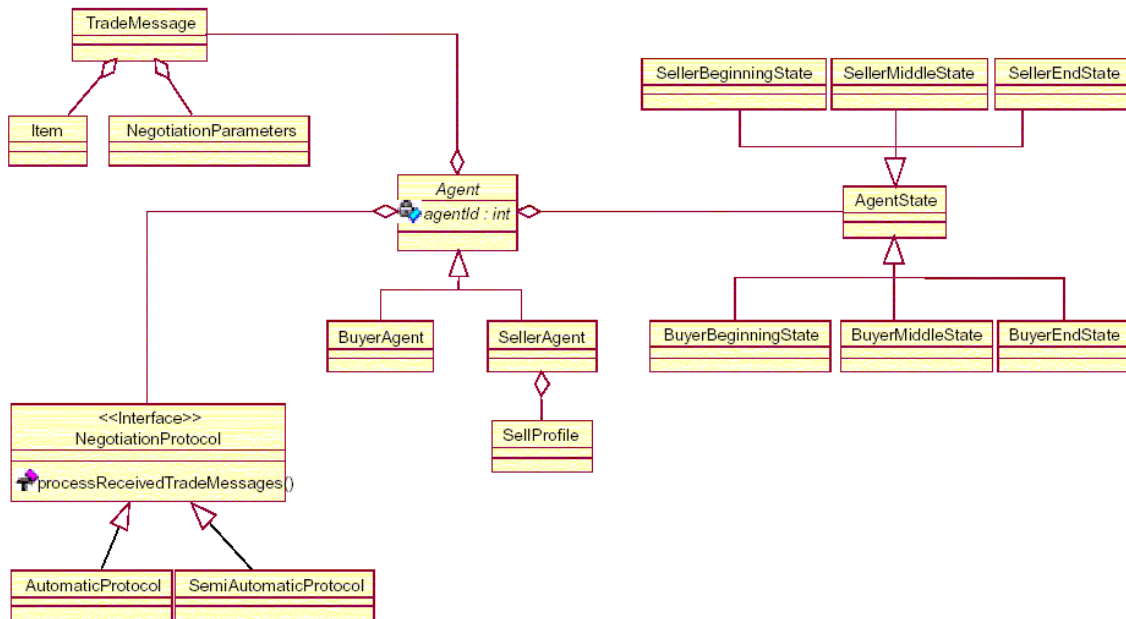 TradeMessage
Item
NegotiationParameters
SellerBeginningState
SellerMiddleState
SellerEndState
Agent
agentId : int
AgentState
BuyerAgent
SellerAgent
BuyerBeginningState
BuyerMiddleState
BuyerEndState
SellProfile
<<Interface>>
NegotiationProtocol
processReceivedTradeMessages()
AutomaticProtocol
SemiAutomaticProtocol